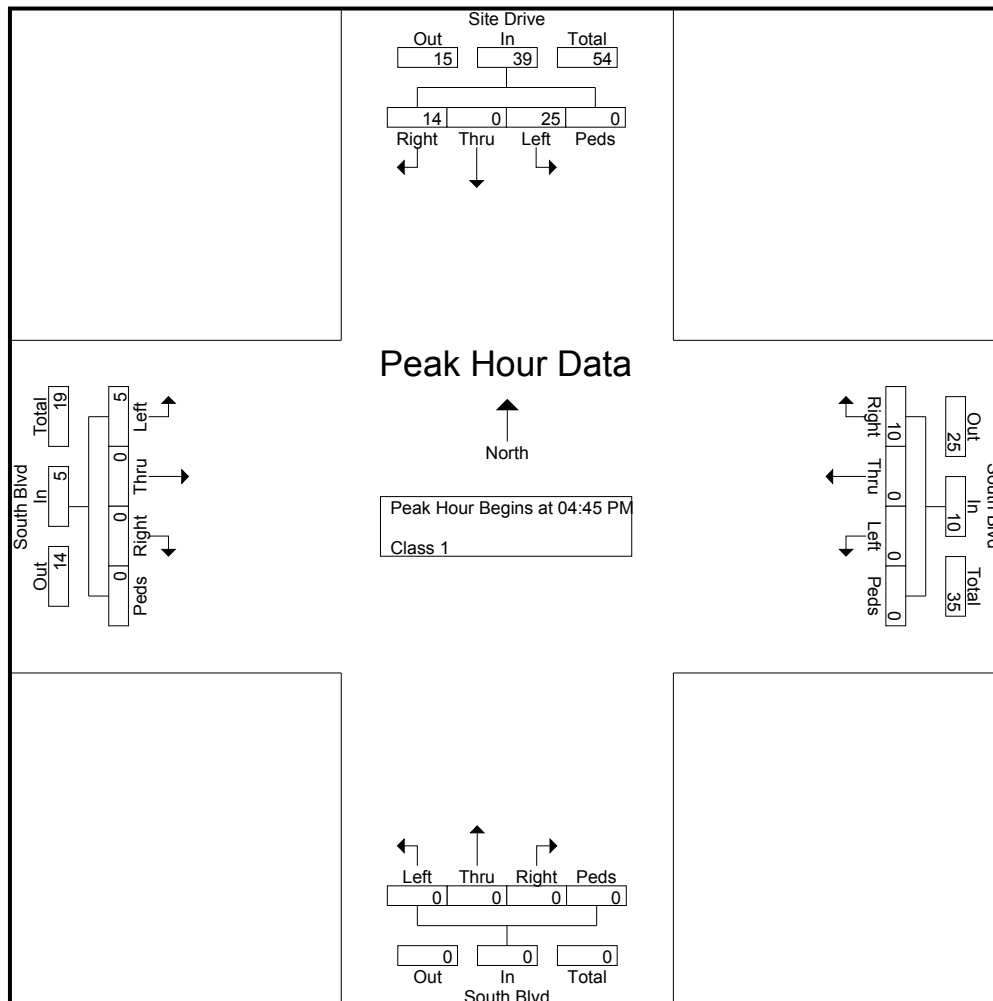 Site Drive
Out In Total
15 39 54
14 0 25 0
Right Thru Left Peds
Peak Hour Data
North
Peak Hour Begins at 04:45 PM
Class 1
South Blvd
Total In Out
19 5 14
5 0 0 0
Left Thru Right Peds
South Blvd
Out In Total
25 10 35
10 0 0 0
Right Thru Left Peds
Left Thru Right Peds
0 0 0 0
0 0 0
Out In Total
South Blvd